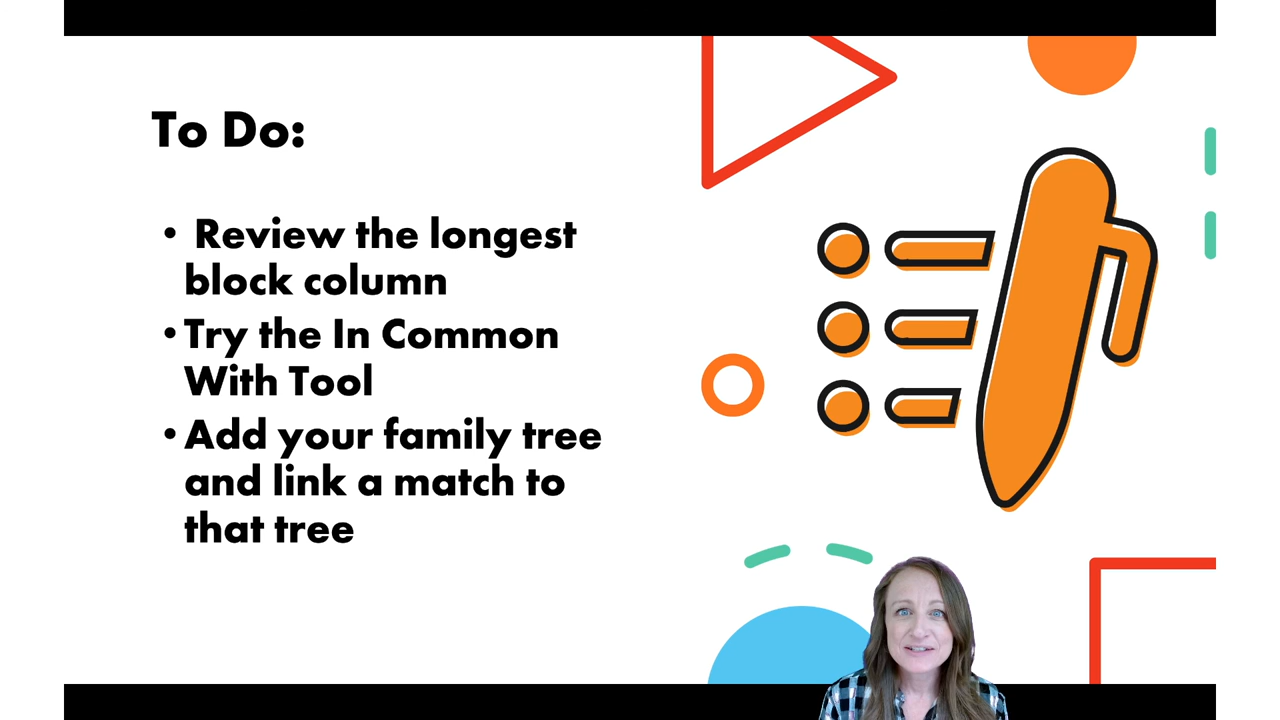 To Do:
• Review the longest
block column
• Try the In Common
With Tool
• Add your family tree
and link a match to
that tree